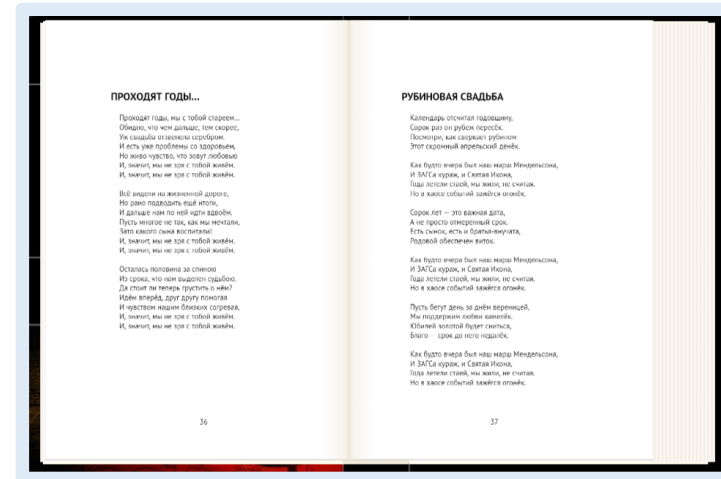 ПРОХОДЯТ ГОДЫ...
Проходят годы, мы с тобой стареем...
Обидно, что чем дальше, тем скорее,
Уж свадьба отзвенела серебром.
И есть уже проблемы со здоровьем,
Но живо чувство, что зовут любовью
И, значит, мы не зря с тобой живём.
И, значит, мы не зря с тобой живём.
Всё видели на жизненной дороге,
Но рано подводить ещё итоги,
И дальше нам по ней идти вдвоём.
Пусть многое не так, как мы мечтали,
Зато какого сына воспитали!
И, значит, мы не зря с тобой живём.
И, значит, мы не зря с тобой живём.
Осталась половина за спиною
Из срока, что нам выделен судьбою.
Да стоит ли теперь грустить о нём?
Идём вперёд, друг другу помогая
И чувством нашим близких согревая,
И, значит, мы не зря с тобой живём.
И, значит, мы не зря с тобой живём.
36
РУБИНОВАЯ СВАДЬБА
Календарь отсчитал годовщину,
Сорок раз он рубеж пересёк.
Посмотри, как сверкает рубином
Этот скромный апрельский денёк.
Как будто вчера был наш марш Мендельсона,
И ЗАГСа кураж, и Святая Икона,
Года летели стаей, мы жили, не считая.
Но в хаосе событий зажёгся огонёк.
Сорок лет — это важная дата,
А не просто отмеренный срок.
Есть сынок, есть и братья-внучата,
Родовой обеспечен виток.
Как будто вчера был наш марш Мендельсона,
И ЗАГСа кураж, и Святая Икона,
Года летели стаей, мы жили, не считая.
Но в хаосе событий зажёгся огонёк.
Пусть бегут день за днём вереницей,
Мы поддержим любви камелёк.
Юбилей золотой будет сниться,
Благо — срок до него недалёк.
Как будто вчера был наш марш Мендельсона,
И ЗАГСа кураж, и Святая Икона,
Года летели стаей, мы жили, не считая.
Но в хаосе событий зажёгся огонёк.
37